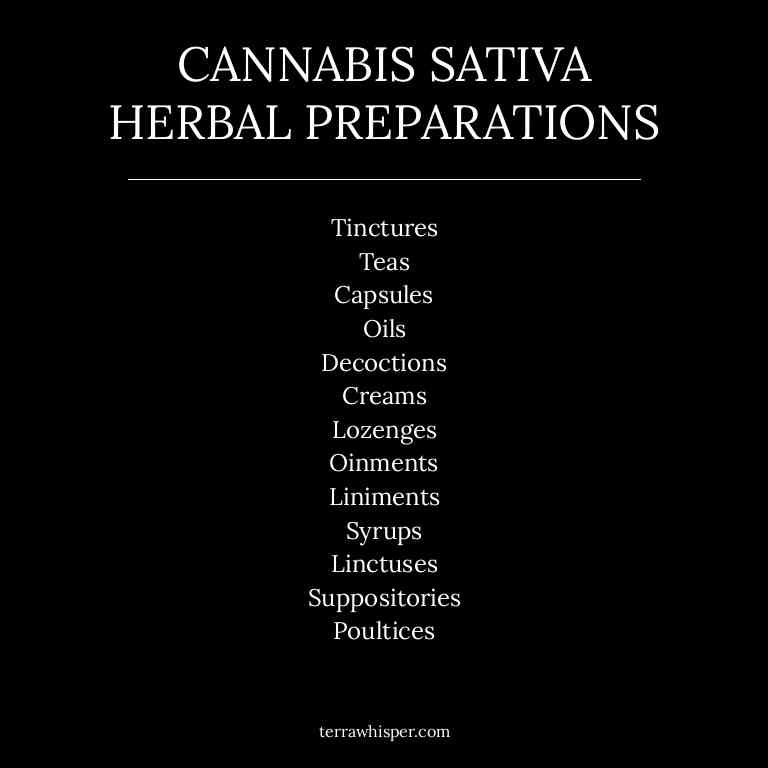 CANNABIS SATIVA
HERBAL PREPARATIONS
Tinctures
Teas
Capsules
Oils
Decoctions
Creams
Lozenges
Oinments
Liniments
Syrups
Linctuses
Suppositories
Poultices
terrawhisper.com